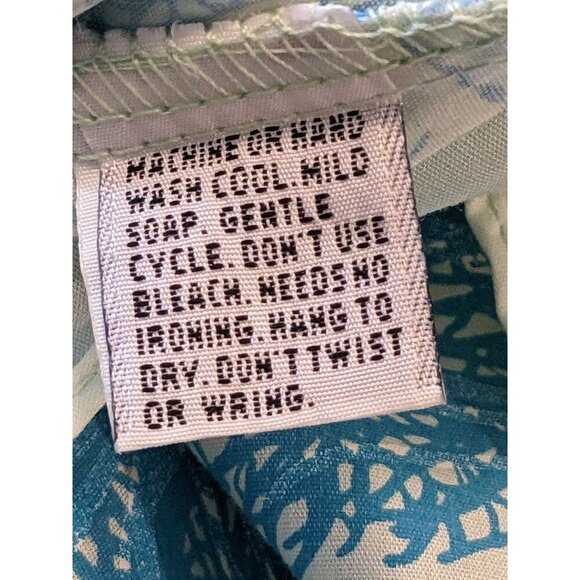 MACHINE OR HAND
WASH COOL. MILD
SOAP. GENTLE
CYCLE. DON'T USE
BLEACH. NEEDS NO
IRONING. HANG TO
DRY. DON'T TWIST
OR WRING.